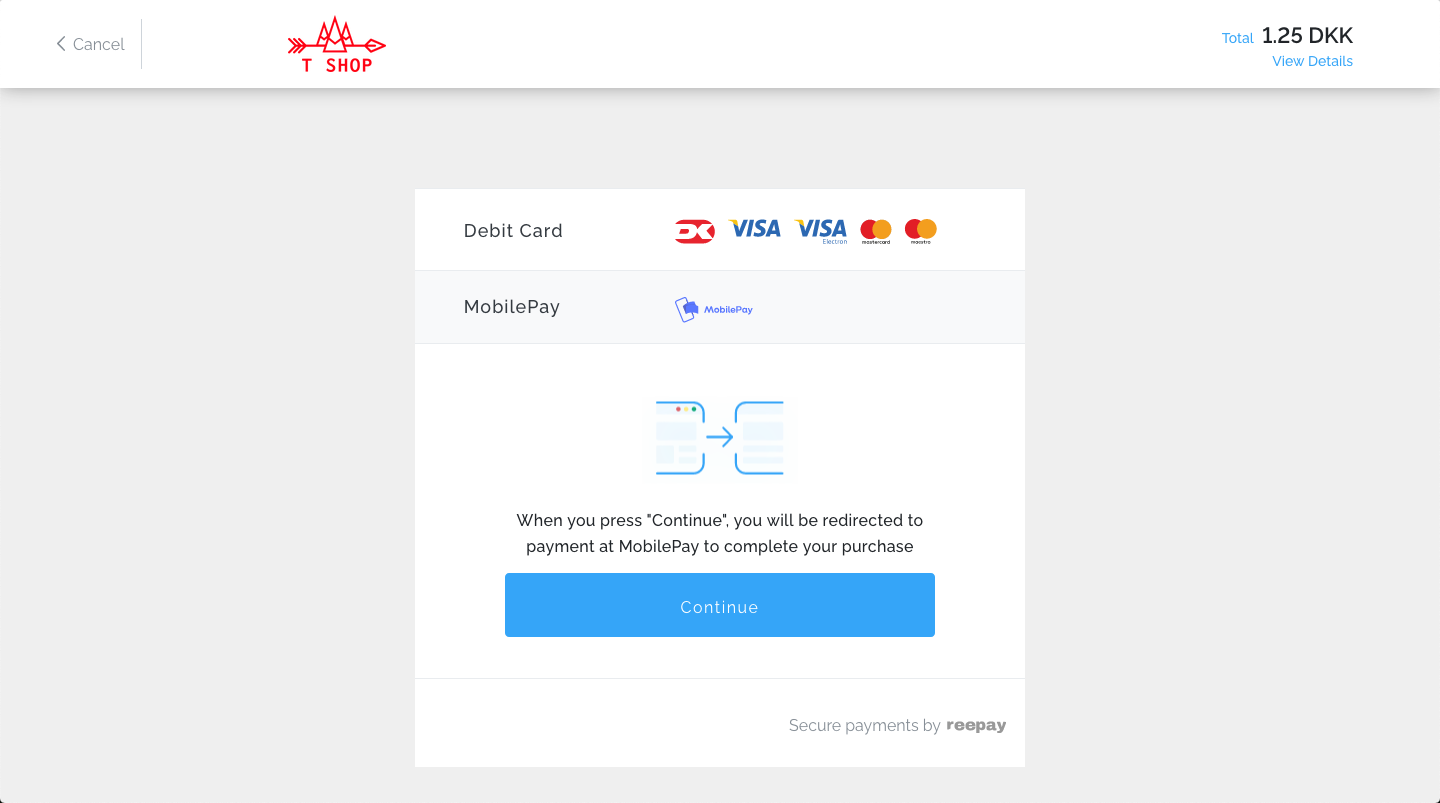 Cancel
T SHOP
Total 1.25 DKK
View Details
Debit Card
VISA
VISA
Electron
mastercard
maestro
MobilePay
MobilePay
When you press "Continue", you will be redirected to
payment at MobilePay to complete your purchase
Continue
Secure payments by reepay